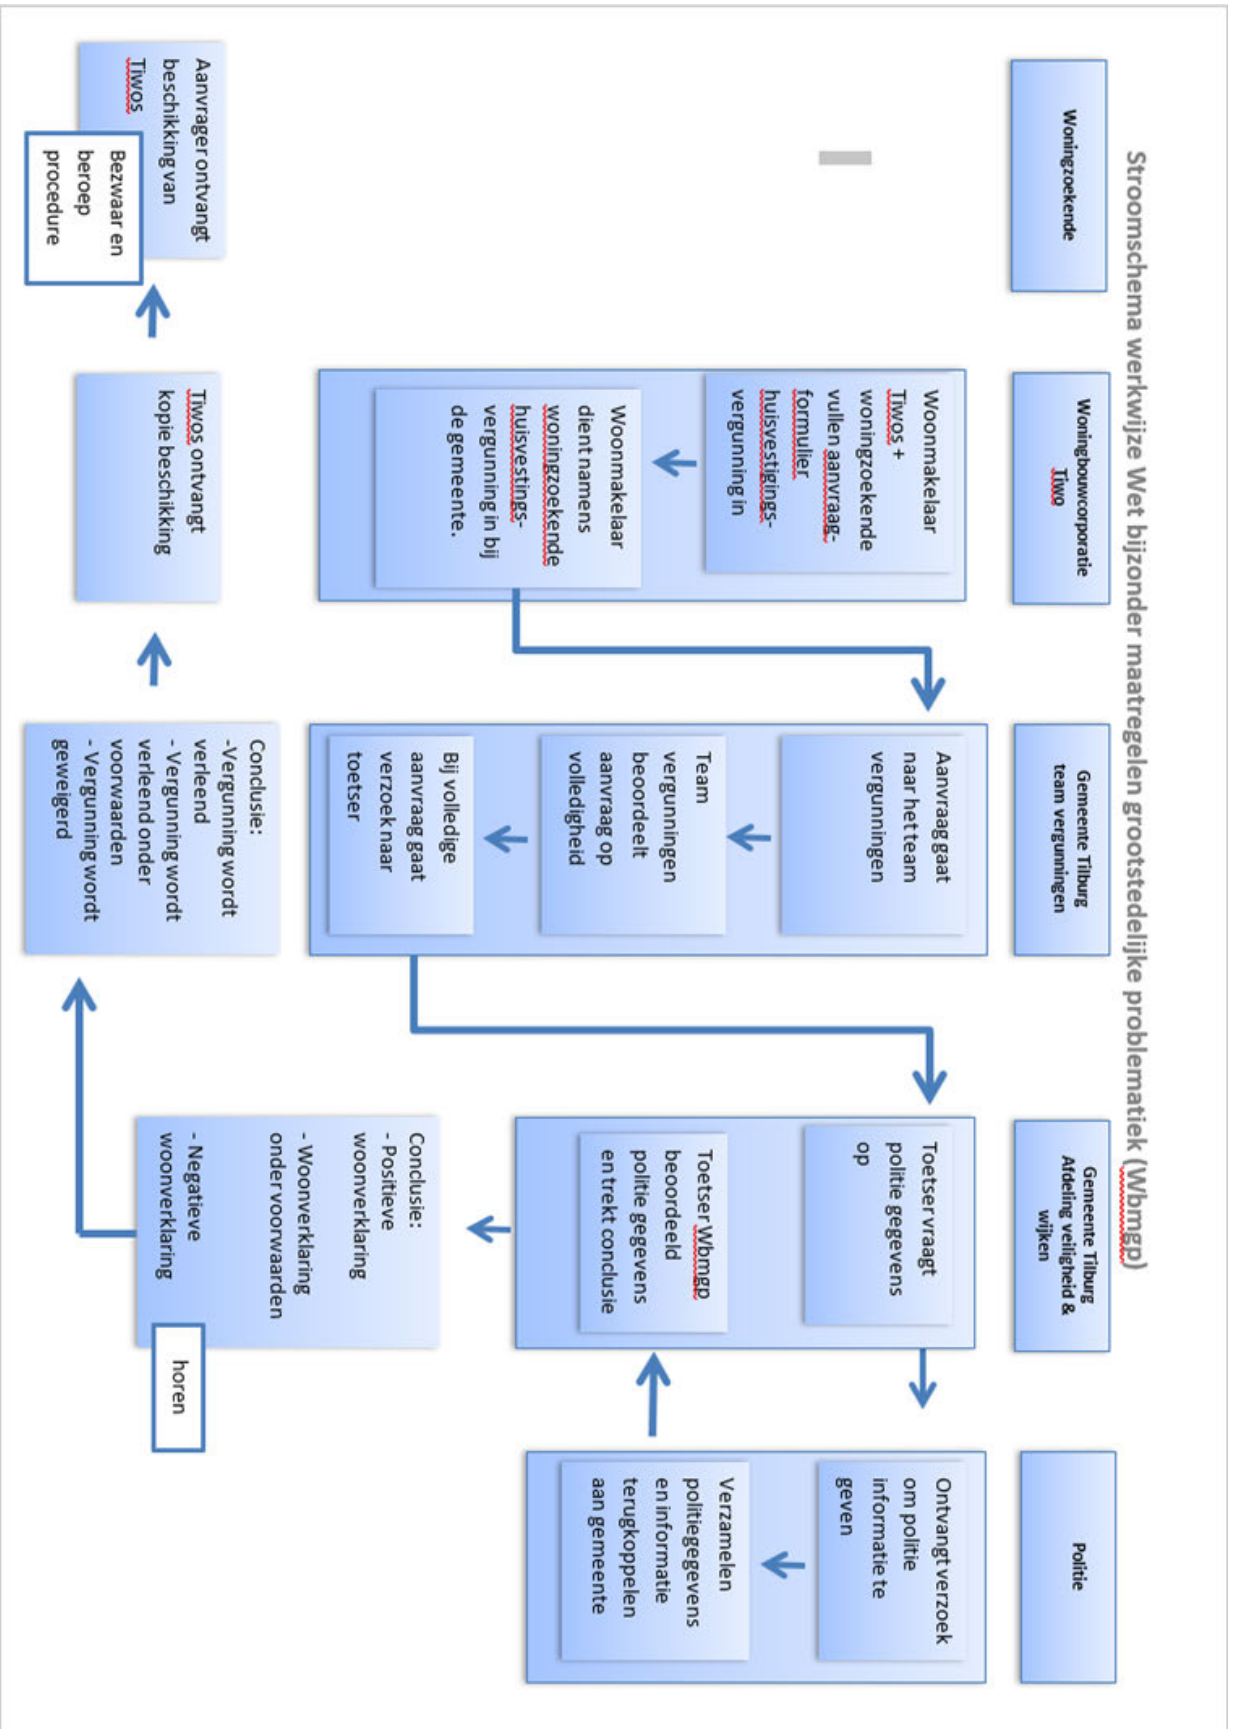 Stroomschema werkwijze Wet bijzonder maatregelen grootstedelijke problematiek (Wbmgp)
Woningzoekende
Woningbouwcorporatie
Tiwo
Gemeente Tilburg
team vergunningen
Gemeente Tilburg
Afdeling veiligheid &
wijken
Politie
Woonmakelaar
Tiwos +
woningzoekende
vullen aanvraag-
formulier
huisvestigings-
vergunning in
Woonmakelaar
dient namens
woningzoekende
huisvestings-
vergunning in bij
de gemeente.
Aanvraag gaat
naar het team
vergunningen
Team
vergunningen
beoordeelt
aanvraag op
volledigheid
Bij volledige
aanvraag gaat
verzoek naar
toetser
Toetser vraagt
politie gegevens
op
Toetser Wbmgp
beoordeeld
politie gegevens
en trekt conclusie
Ontvangt verzoek
om politie
informatie te
geven
Verzamelen
politiegegevens
en informatie
terugkoppelen
aan gemeente
Conclusie:
- Positieve
woonverklaring
- Woonverklaring
onder voorwaarden
- Negatieve
woonverklaring
horen
Conclusie:
-Vergunning wordt
verleend
- Vergunning wordt
verleend onder
voorwaarden
- Vergunning wordt
geweigerd
Tiwos ontvangt
kopie beschikking
Aanvrager ontvangt
beschikking van
Tiwos
Bezwaar en
beroep
procedure